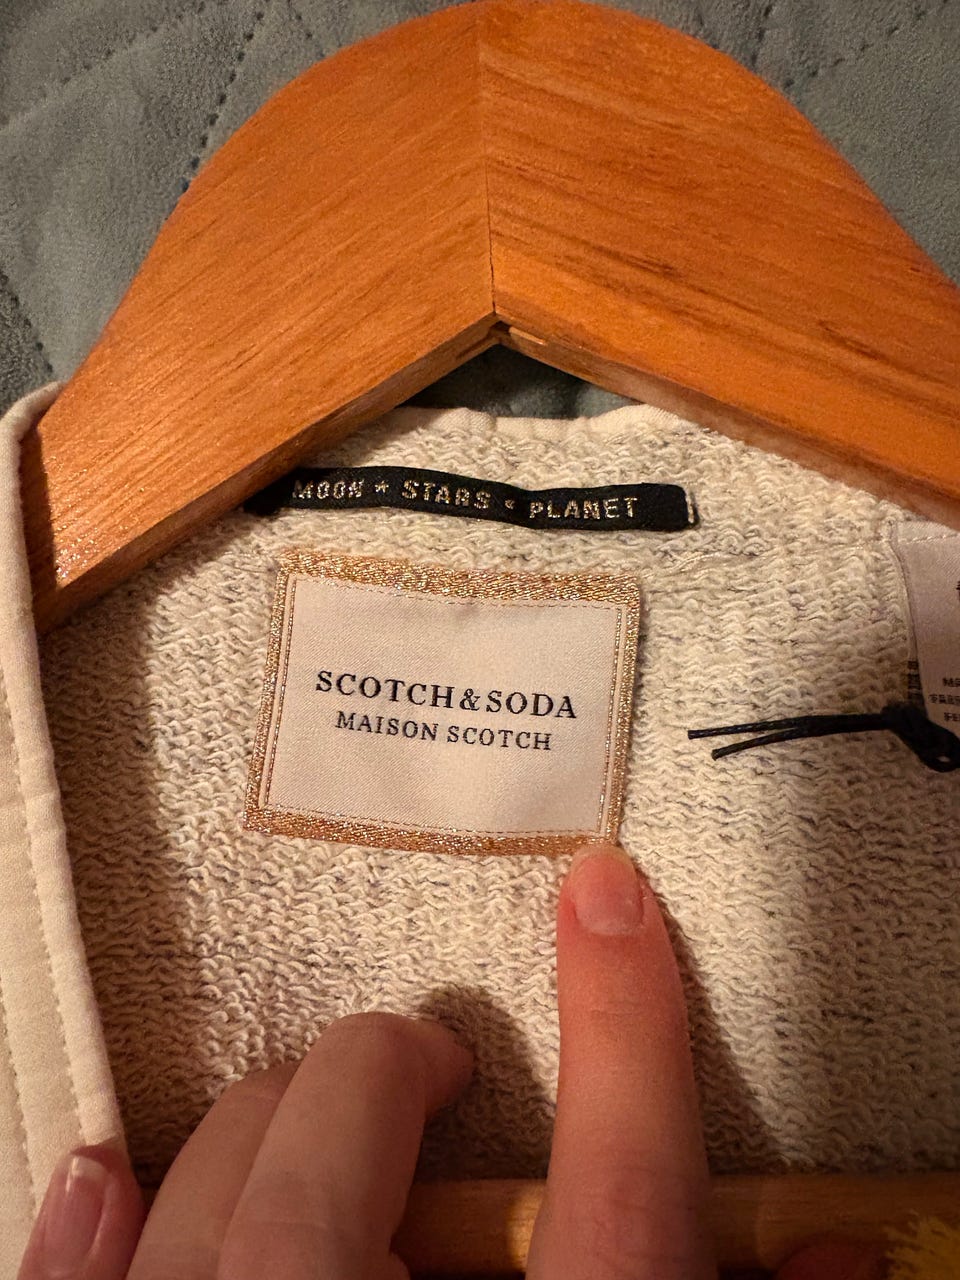 MOON ★ STARS ★ PLANET
SCOTCH & SODA
MAISON SCOTCH